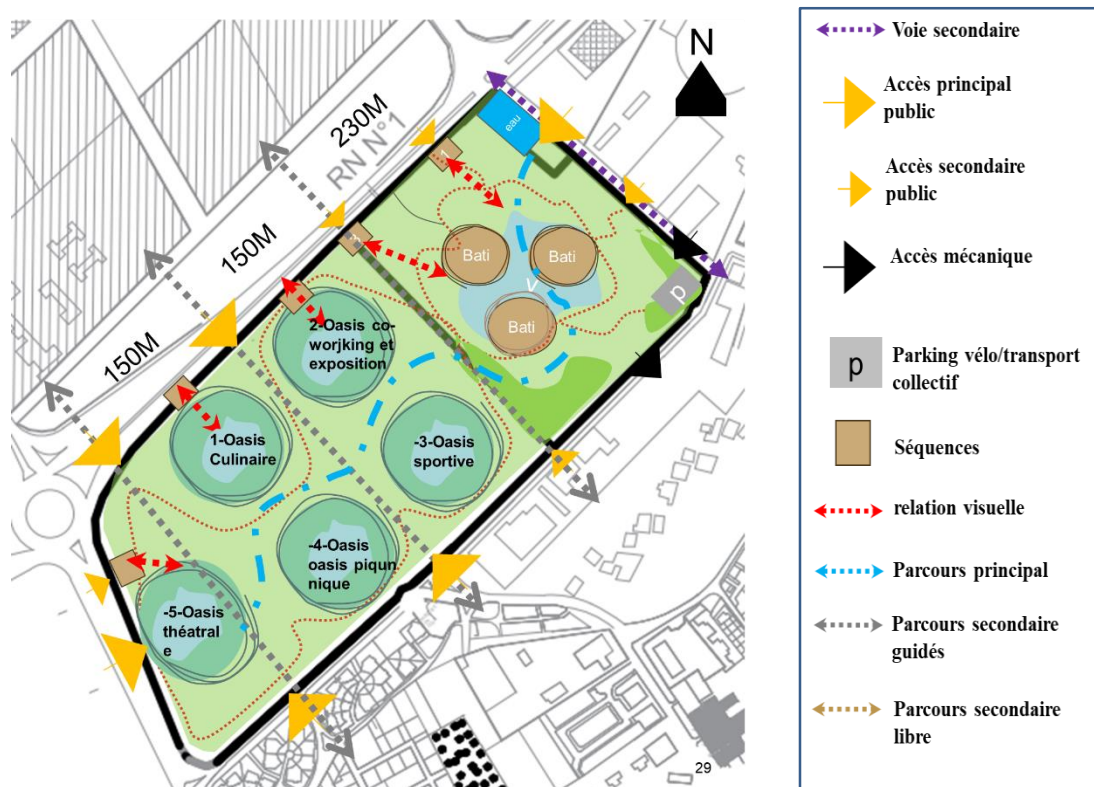 N
230M
RN N°1
150M
150M
eau
1
3
Bati
Bati
Bati
V
p
2-Oasis co-
worjking et
exposition
1-Oasis
Culinaire
-3-Oasis
sportive
-4-Oasis
oasis piqun
nique
-5-Oasis
théatral
e
29
Voie secondaire
Accès principal
public
Accès secondaire
public
Accès mécanique
p
Parking vélo/transport
collectif
Séquences
relation visuelle
Parcours principal
Parcours secondaire
guidés
Parcours secondaire
libre